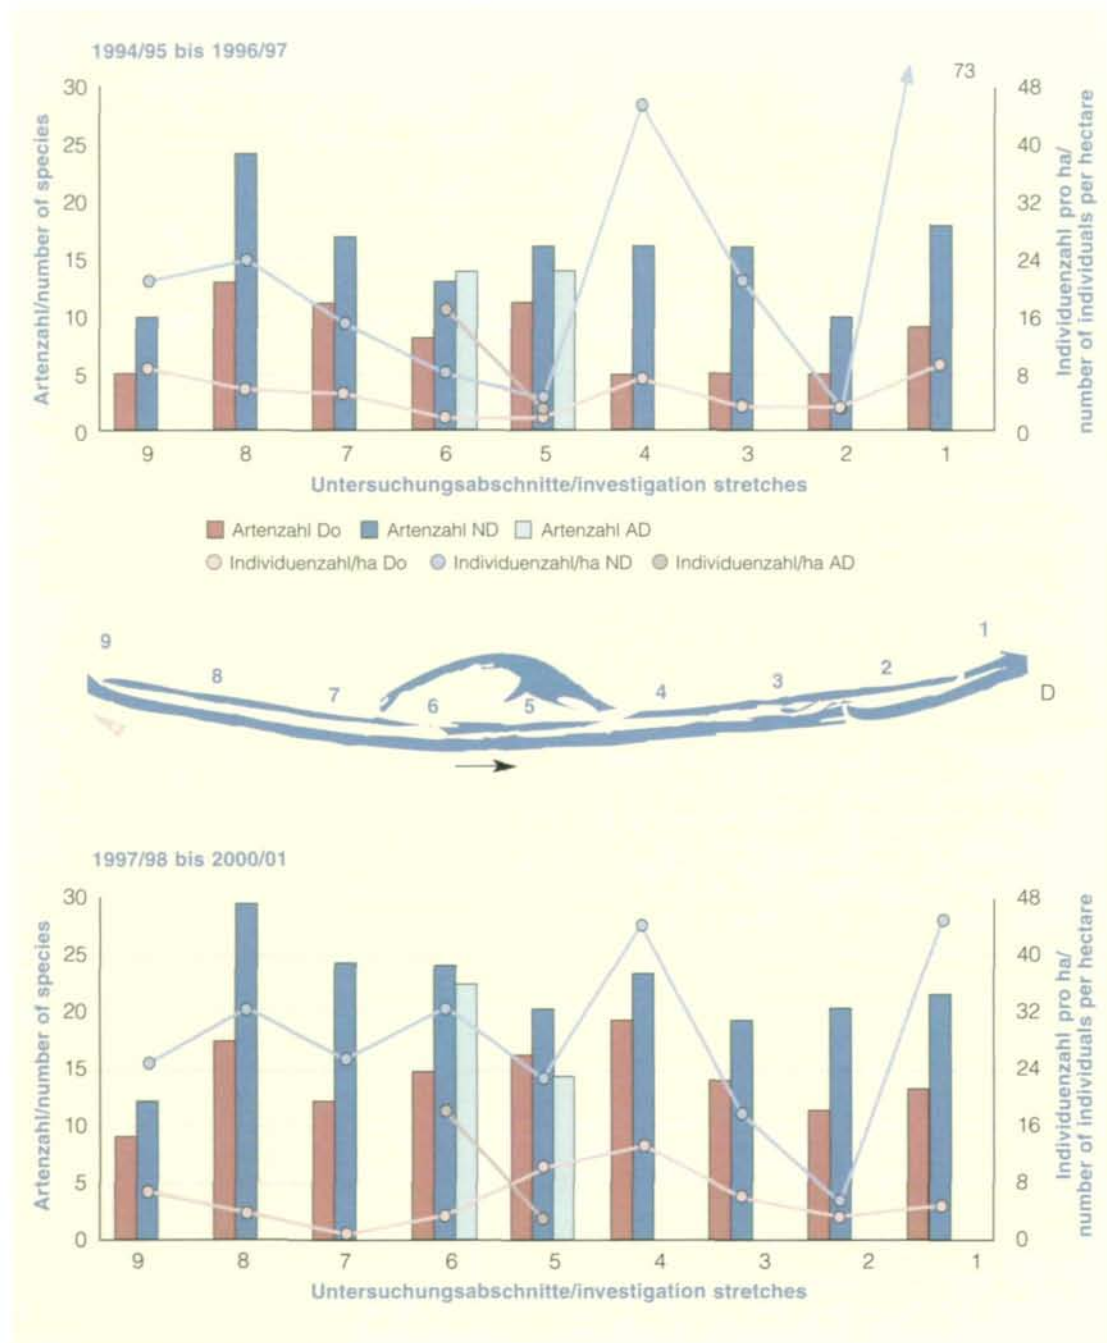 1994/95 bis 1996/97
73
30 48
25 40
20 32
15 24
10 16
5 8
0 0
Artenzahl/number of species
Individuenzahl pro ha/
number of individuals per hectare
9 8 7 6 5 4 3 2 1
Untersuchungsabschnitte/investigation stretches
Artenzahl Do Artenzahl ND Artenzahl AD
Individuenzahl/ha Do Individuenzahl/ha ND Individuenzahl/ha AD
9 8 7 6 5 4 3 2 1
D
1997/98 bis 2000/01
30 48
25 40
20 32
15 24
10 16
5 8
0 0
Artenzahl/number of species
Individuenzahl pro ha/
number of individuals per hectare
9 8 7 6 5 4 3 2 1
Untersuchungsabschnitte/investigation stretches